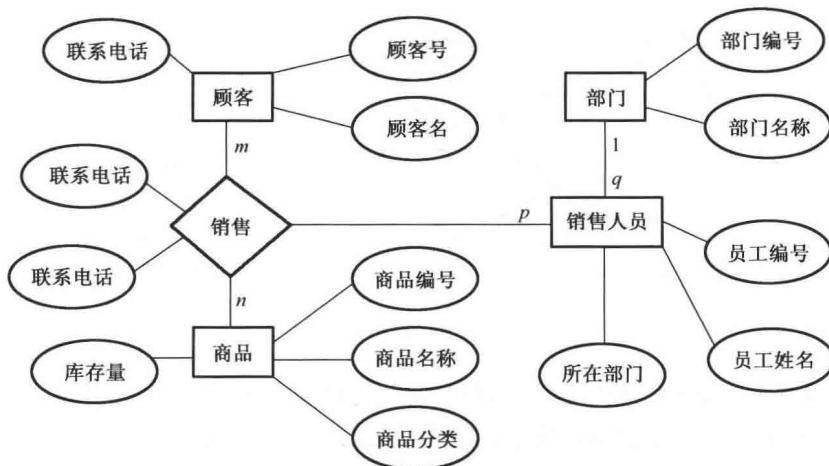 联系电话
顾客号
部门编号
顾客
部门
顾客名
部门名称
m
1
联系电话
q
销售
p
销售人员
员工编号
联系电话
商品编号
n
商品
商品名称
库存量
所在部门
员工姓名
商品分类